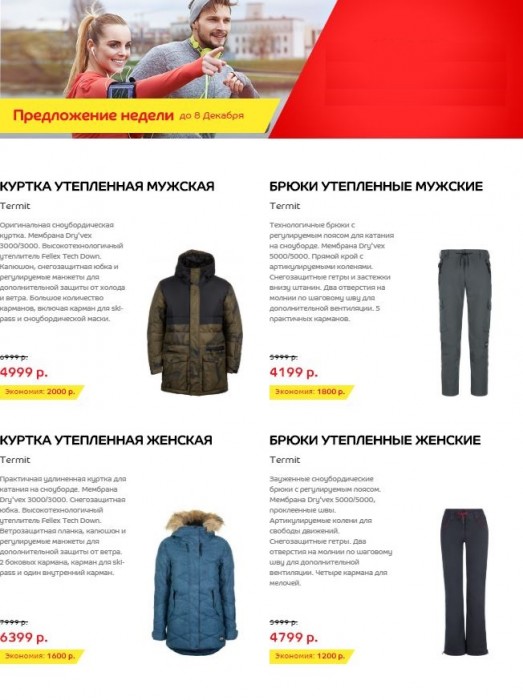 Предложение недели до 8 Декабря
КУРТКА УТЕПЛЕННАЯ МУЖСКАЯ
Termit
Оригинальная сноубордическая
куртка. Мембрана Dry'vex
3000/3000. Высокотехнологичный
утеплитель Fellex Tech Down.
Капюшон, снегозащитная юбка и
регулируемые манжеты для
дополнительной защиты от холода
и ветра. Большое количество
карманов, включая карман для ski-
pass и сноубордической маски.
6999 р.
4999 р.
Экономия: 2000 р.
БРЮКИ УТЕПЛЕННЫЕ МУЖСКИЕ
Termit
Технологичные брюки с
регулируемым поясом для катания
на сноуборде. Мембрана Dry'vex
5000/5000. Прямой крой с
артикулируемыми коленями.
Снегозащитные гетры и застежки
внизу штанин. Два отверстия на
молнии по шаговому шву для
дополнительной вентиляции. 5
практичных карманов.
5999 р.
4199 р.
Экономия: 1800 р.
КУРТКА УТЕПЛЕННАЯ ЖЕНСКАЯ
Termit
Практичная удлиненная куртка для
катания на сноуборде. Мембрана
Dry'vex 3000/3000. Снегозащитная
юбка. Высокотехнологичный
утеплитель Fellex Tech Down.
Ветрозащитная планка, капюшон и
регулируемые манжеты для
дополнительной защиты от ветра.
2 боковых кармана, карман для ski-
pass и один внутренний карман.
7999 р.
6399 р.
Экономия: 1600 р.
БРЮКИ УТЕПЛЕННЫЕ ЖЕНСКИЕ
Termit
Зауженные сноубордические
брюки с регулируемым поясом.
Мембрана Dry'vex 5000/5000,
проклеенные швы.
Артикулируемые колени для
свободы движений.
Снегозащитные гетры. Два
отверстия на молнии по шаговому
шву для дополнительной
вентиляции. Четыре кармана для
мелочей.
5999 р.
4799 р.
Экономия: 1200 р.